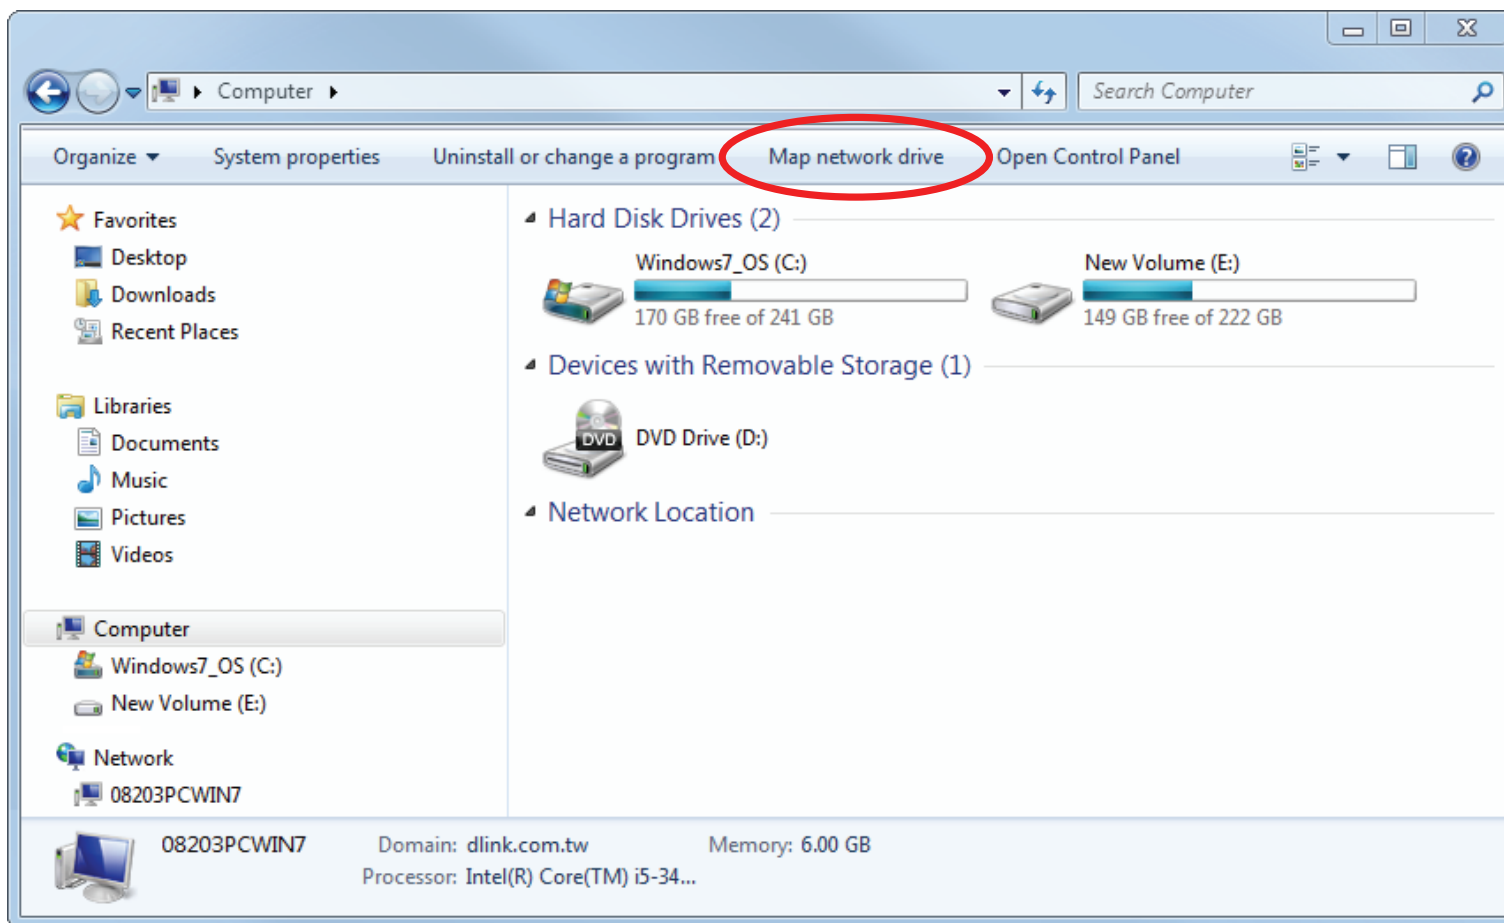 Computer
Search Computer
Organize System properties Uninstall or change a program Map network drive Open Control Panel
Favorites
Desktop
Downloads
Recent Places
Libraries
Documents
Music
Pictures
Videos
Computer
Windows7_OS (C:)
New Volume (E:)
Network
08203PCWIN7
Hard Disk Drives (2)
Windows7_OS (C:)
170 GB free of 241 GB
New Volume (E:)
149 GB free of 222 GB
Devices with Removable Storage (1)
DVD
DVD Drive (D:)
Network Location
08203PCWIN7 Domain: dlink.com.tw Memory: 6.00 GB
Processor: Intel(R) Core(TM) i5-34...